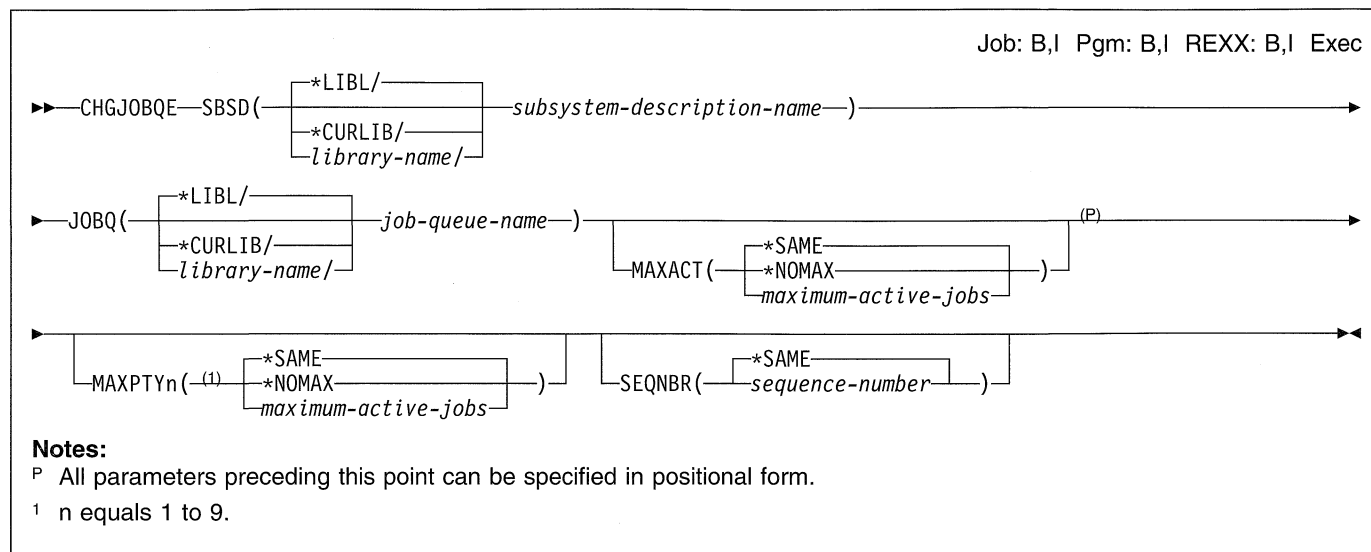 Job: B,I Pgm: B,I REXX: B,I Exec
*LIBL/
CHGJOBQE SBSD( subsystem-description-name )
*CURLIB/
library-name/
*LIBL/ (P)
JOBQ( job-queue-name )
*CURLIB/ *SAME
library-name/ MAXACT( *NOMAX )
maximum-active-jobs
*SAME *SAME
MAXPTYn( (1) *NOMAX ) SEQNBR( sequence-number )
maximum-active-jobs
Notes:
P All parameters preceding this point can be specified in positional form.
1 n equals 1 to 9.